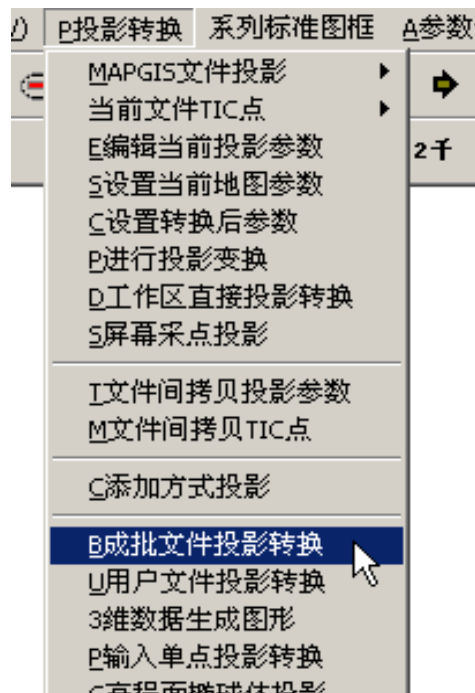 P投影转换 系列标准图框 A参数
MAPGIS文件投影
当前文件TIC点
E编辑当前投影参数
2千
S设置当前地图参数
C设置转换后参数
P进行投影变换
D工作区直接投影转换
S屏幕采点投影
T文件间拷贝投影参数
M文件间拷贝TIC点
C添加方式投影
B成批文件投影转换
U用户文件投影转换
3维数据生成图形
P输入单点投影转换